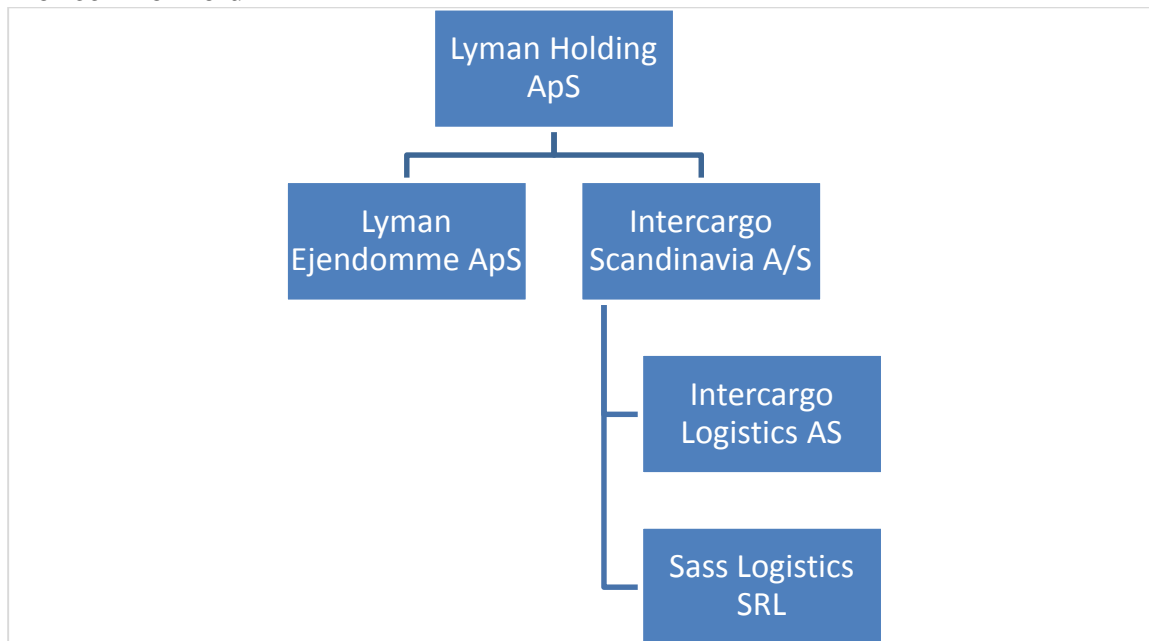 Lyman Holding
ApS
Lyman
Ejendomme ApS
Intercargo
Scandinavia A/S
Intercargo
Logistics AS
Sass Logistics
SRL